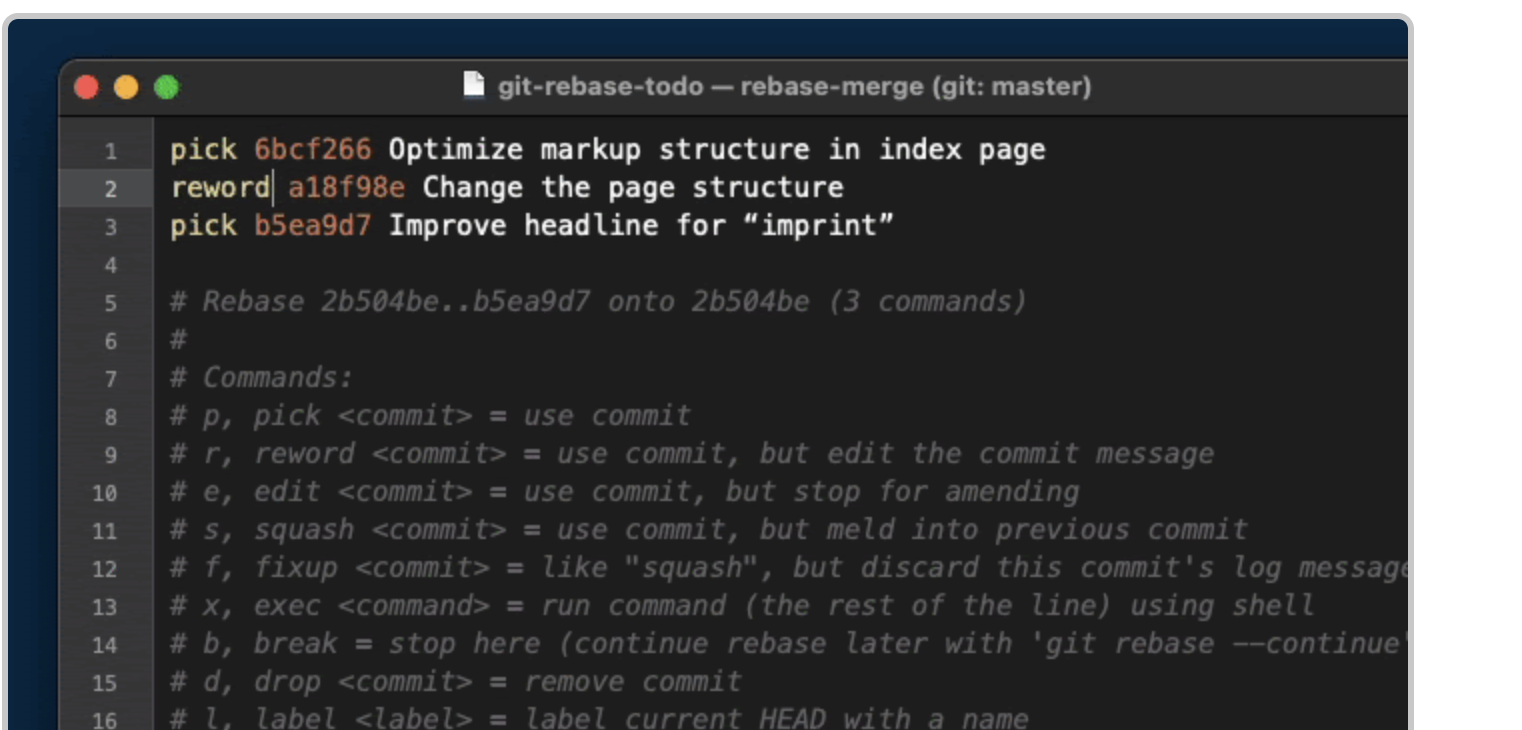 git-rebase-todo — rebase-merge (git: master)
1 pick 6bcf266 Optimize markup structure in index page
2 reword a18f98e Change the page structure
3 pick b5ea9d7 Improve headline for “imprint”
4
5 # Rebase 2b504be..b5ea9d7 onto 2b504be (3 commands)
6 #
7 # Commands:
8 # p, pick <commit> = use commit
9 # r, reword <commit> = use commit, but edit the commit message
10 # e, edit <commit> = use commit, but stop for amending
11 # s, squash <commit> = use commit, but meld into previous commit
12 # f, fixup <commit> = like "squash", but discard this commit's log message
13 # x, exec <command> = run command (the rest of the line) using shell
14 # b, break = stop here (continue rebase later with 'git rebase --continue'
15 # d, drop <commit> = remove commit
16 # l, label <label> = label current HEAD with a name